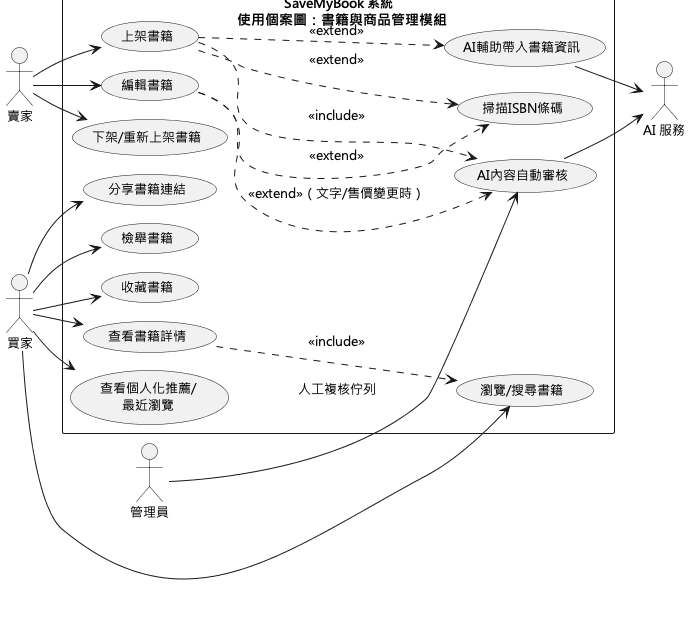 SaveMyBook 系統
使用個案圖：書籍與商品管理模組
上架書籍
«extend»
AI輔助帶入書籍資訊
«extend»
編輯書籍
掃描ISBN條碼
賣家
«include»
AI 服務
下架/重新上架書籍
«extend»
AI內容自動審核
分享書籍連結
«extend»（文字/售價變更時）
檢舉書籍
收藏書籍
買家
查看書籍詳情
«include»
查看個人化推薦/
最近瀏覽
人工複核佇列
瀏覽/搜尋書籍
管理員